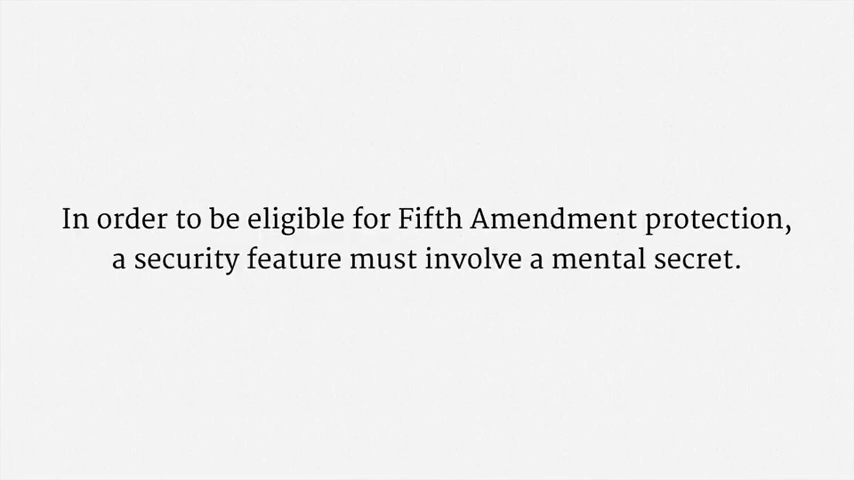 In order to be eligible for Fifth Amendment protection,
a security feature must involve a mental secret.